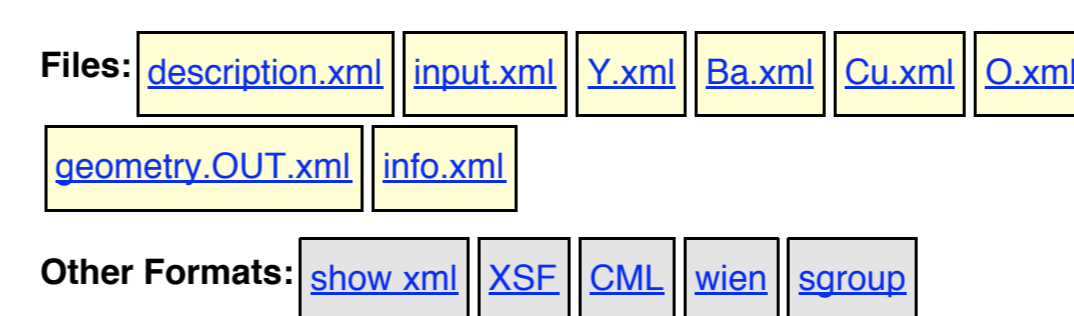 Files: description.xml input.xml Y.xml Ba.xml Cu.xml O.xml
geometry.OUT.xml info.xml
Other Formats: show xml XSF CML wien sgroup